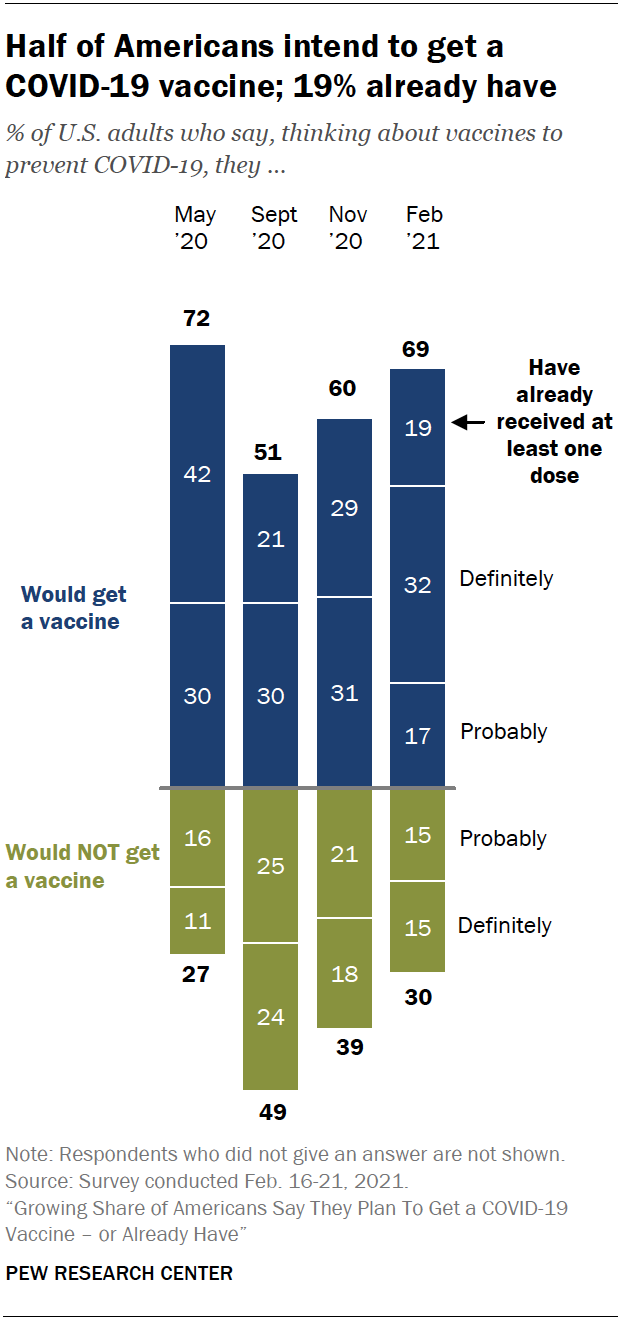 Half of Americans intend to get a
COVID-19 vaccine; 19% already have
% of U.S. adults who say, thinking about vaccines to
prevent COVID-19, they ...
May
’20
Sept
’20
Nov
’20
Feb
’21
72
51
60
69
Have
already
received at
least one
dose
42
21
29
19
32
Definitely
Would get
a vaccine
30
30
31
17
Probably
Would NOT get
a vaccine
16
25
21
15
Probably
11
24
18
15
Definitely
27
49
39
30
Note: Respondents who did not give an answer are not shown.
Source: Survey conducted Feb. 16-21, 2021.
“Growing Share of Americans Say They Plan To Get a COVID-19
Vaccine – or Already Have”
PEW RESEARCH CENTER